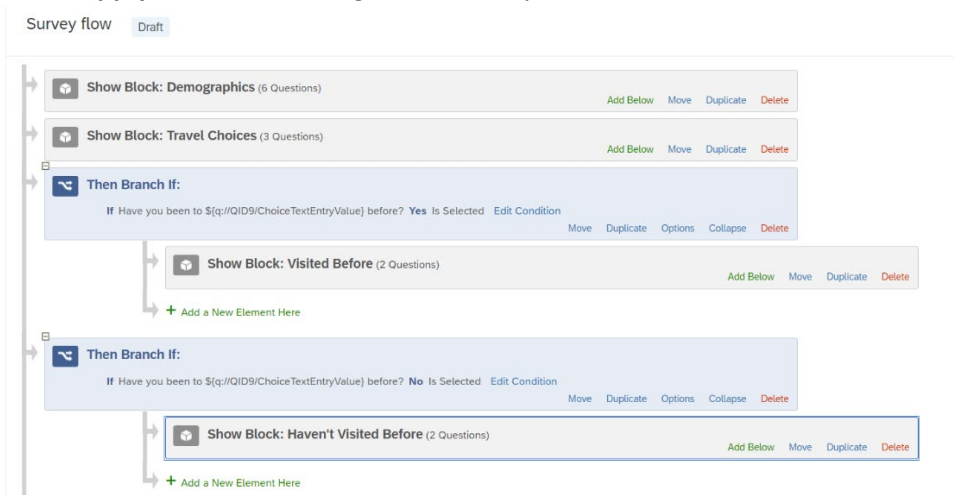 Survey flow Draft
Show Block: Demographics (6 Questions)
Add Below Move Duplicate Delete
Show Block: Travel Choices (3 Questions)
Add Below Move Duplicate Delete
Then Branch If:
If Have you been to ${q://QID9/ChoiceTextEntryValue} before? Yes Is Selected Edit Condition
Move Duplicate Options Collapse Delete
Show Block: Visited Before (2 Questions)
Add Below Move Duplicate Delete
+ Add a New Element Here
Then Branch If:
If Have you been to ${q://QID9/ChoiceTextEntryValue} before? No Is Selected Edit Condition
Move Duplicate Options Collapse Delete
Show Block: Haven't Visited Before (2 Questions)
Add Below Move Duplicate Delete
+ Add a New Element Here